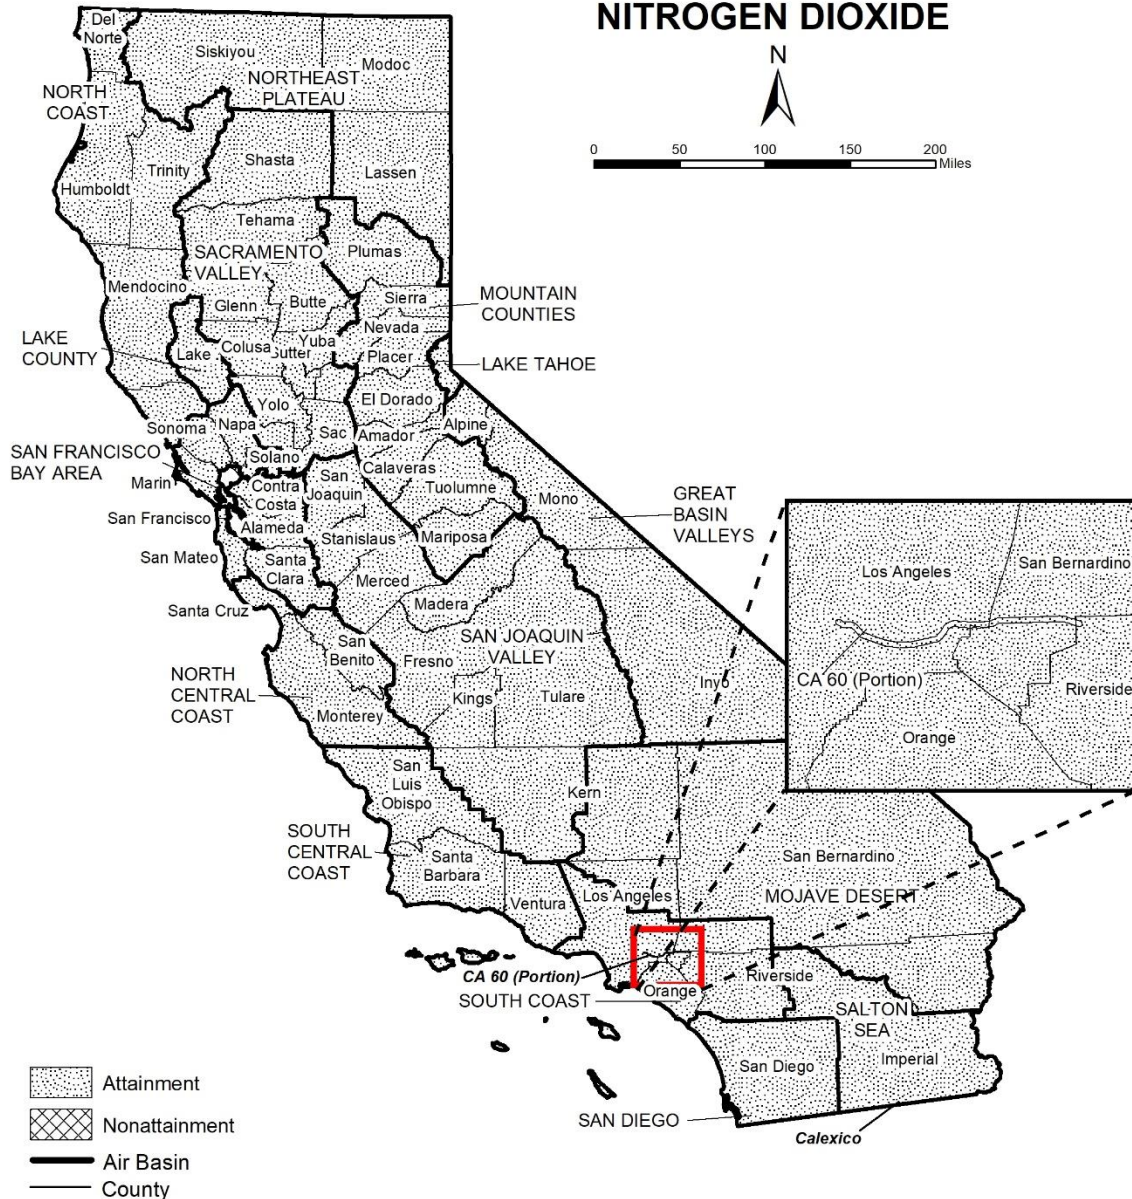 NITROGEN DIOXIDE
N
0 50 100 150 200
Miles
Del
Norte
Siskiyou
Modoc
NORTHEAST
PLATEAU
NORTH
COAST
Shasta
Trinity
Lassen
Humboldt
Tehama
Plumas
SACRAMENTO
VALLEY
Mendocino
Glenn
Butte
Sierra
MOUNTAIN
COUNTIES
Nevada
LAKE
COUNTY
Lake
Colusa
Yuba
utter
Placer
LAKE TAHOE
El Dorado
Yolo
Sonoma
Napa
Sac
Amador
Alpine
SAN FRANCISCO
BAY AREA
Solano
Calaveras
Marin
Contra
Costa
San
Joaquin
Tuolumne
Mono
GREAT
BASIN
VALLEYS
San Francisco
Alameda
Stanislaus
Mariposa
San Mateo
Santa
Clara
Merced
Santa Cruz
Madera
San
Benito
Fresno
SAN JOAQUIN
VALLEY
NORTH
CENTRAL
COAST
Kings
Tulare
Inyo
Monterey
Los Angeles
San Bernardino
CA 60 (Portion)
Riverside
Orange
San
Luis
Obispo
Kern
SOUTH
CENTRAL
COAST
Santa
Barbara
San Bernardino
Ventura
Los Angeles
MOJAVE DESERT
CA 60 (Portion)
Riverside
Orange
SOUTH COAST
SALTON
SEA
San Diego
Imperial
SAN DIEGO
Calexico
Attainment
Nonattainment
Air Basin
County